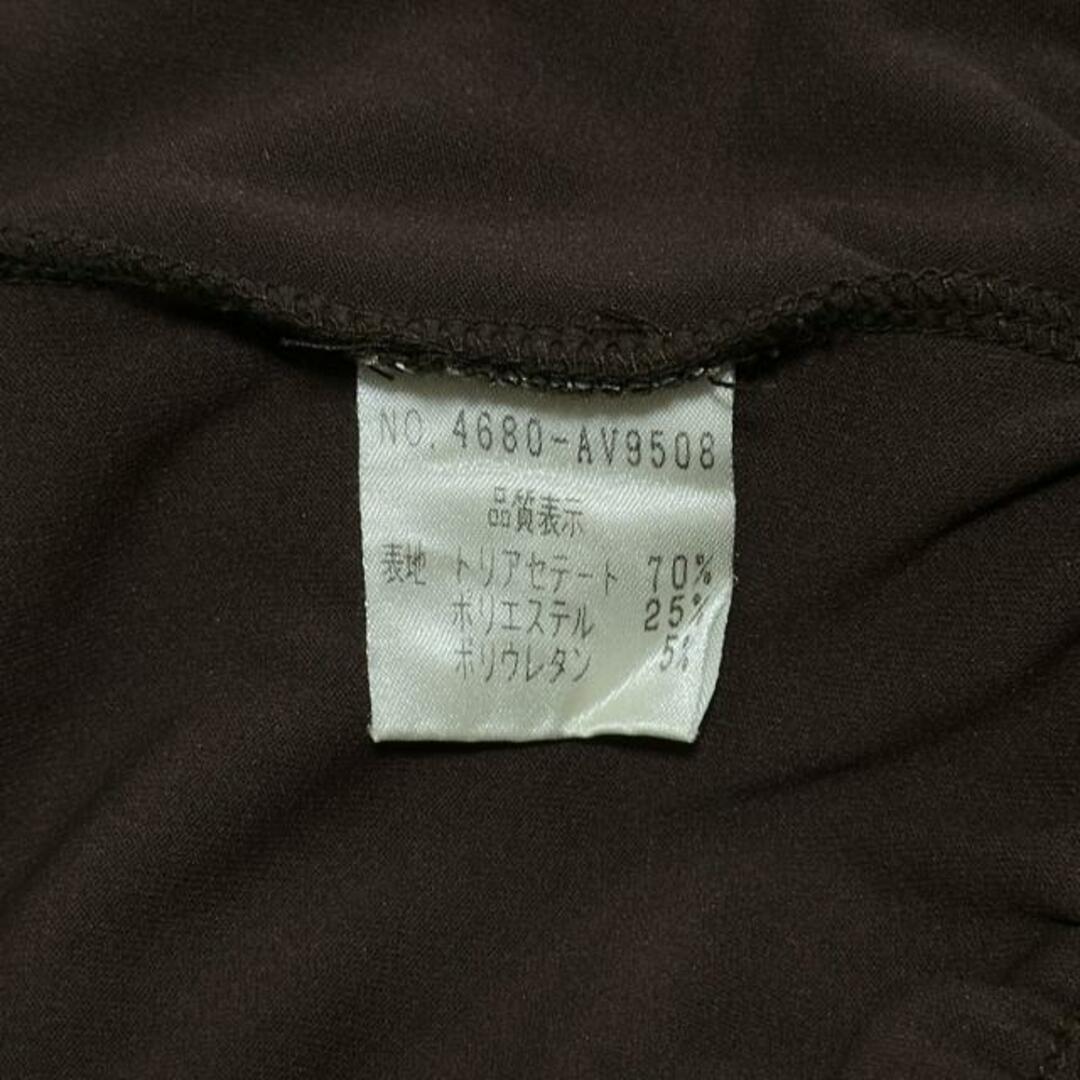 NO. 4680-AV9508
品質表示
表地 トリアセテート 70%
ポリエステル 25%
ポリウレタン 5%